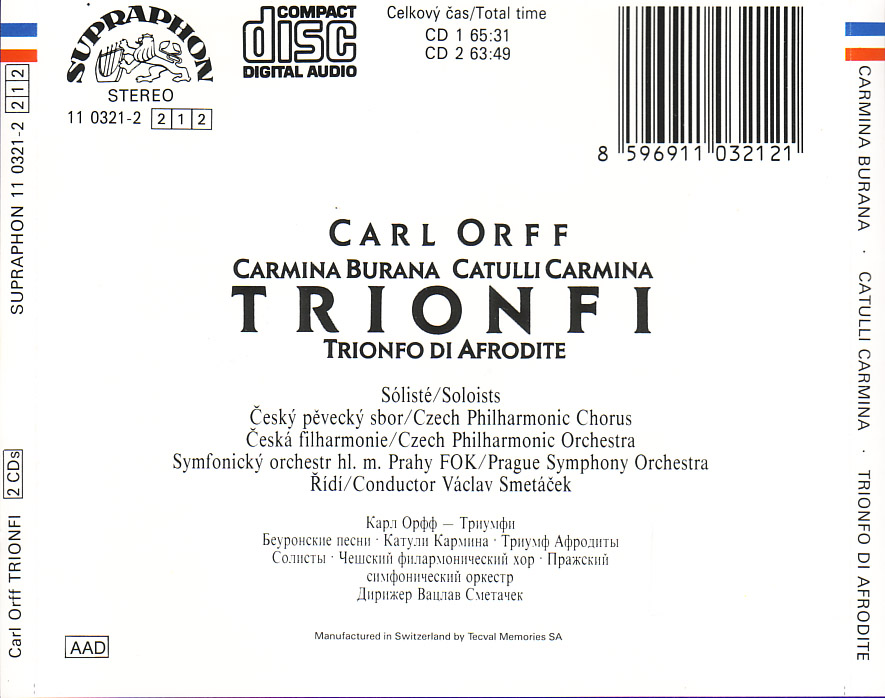 SUPRAPHON
STEREO
11 0321-2 2 1 2
COMPACT
disc
DIGITAL AUDIO
Celkový čas/Total time
CD 1 65:31
CD 2 63:49
8 596911 032121
CARL ORFF
CARMINA BURANA CATULLI CARMINA
TRIONFI
TRIONFO DI AFRODITE
Sólisté/Soloists
Český pěvecký sbor/Czech Philharmonic Chorus
Česká filharmonie/Czech Philharmonic Orchestra
Symfonický orchestr hl. m. Prahy FOK/Prague Symphony Orchestra
Řídí/Conductor Václav Smetáček
Карл Орфф — Триумфи
Беуронские песни · Катули Кармина · Триумф Афродиты
Солисты · Чешский филармонический хор · Пражский
симфонический оркестр
Дирижер Вацлав Сметачек
Manufactured in Switzerland by Tecval Memories SA
AAD
Carl Orff TRIONFI 2 CDs SUPRAPHON 11 0321-2 2 1 2
CARMINA BURANA · CATULLI CARMINA · TRIONFO DI AFRODITE